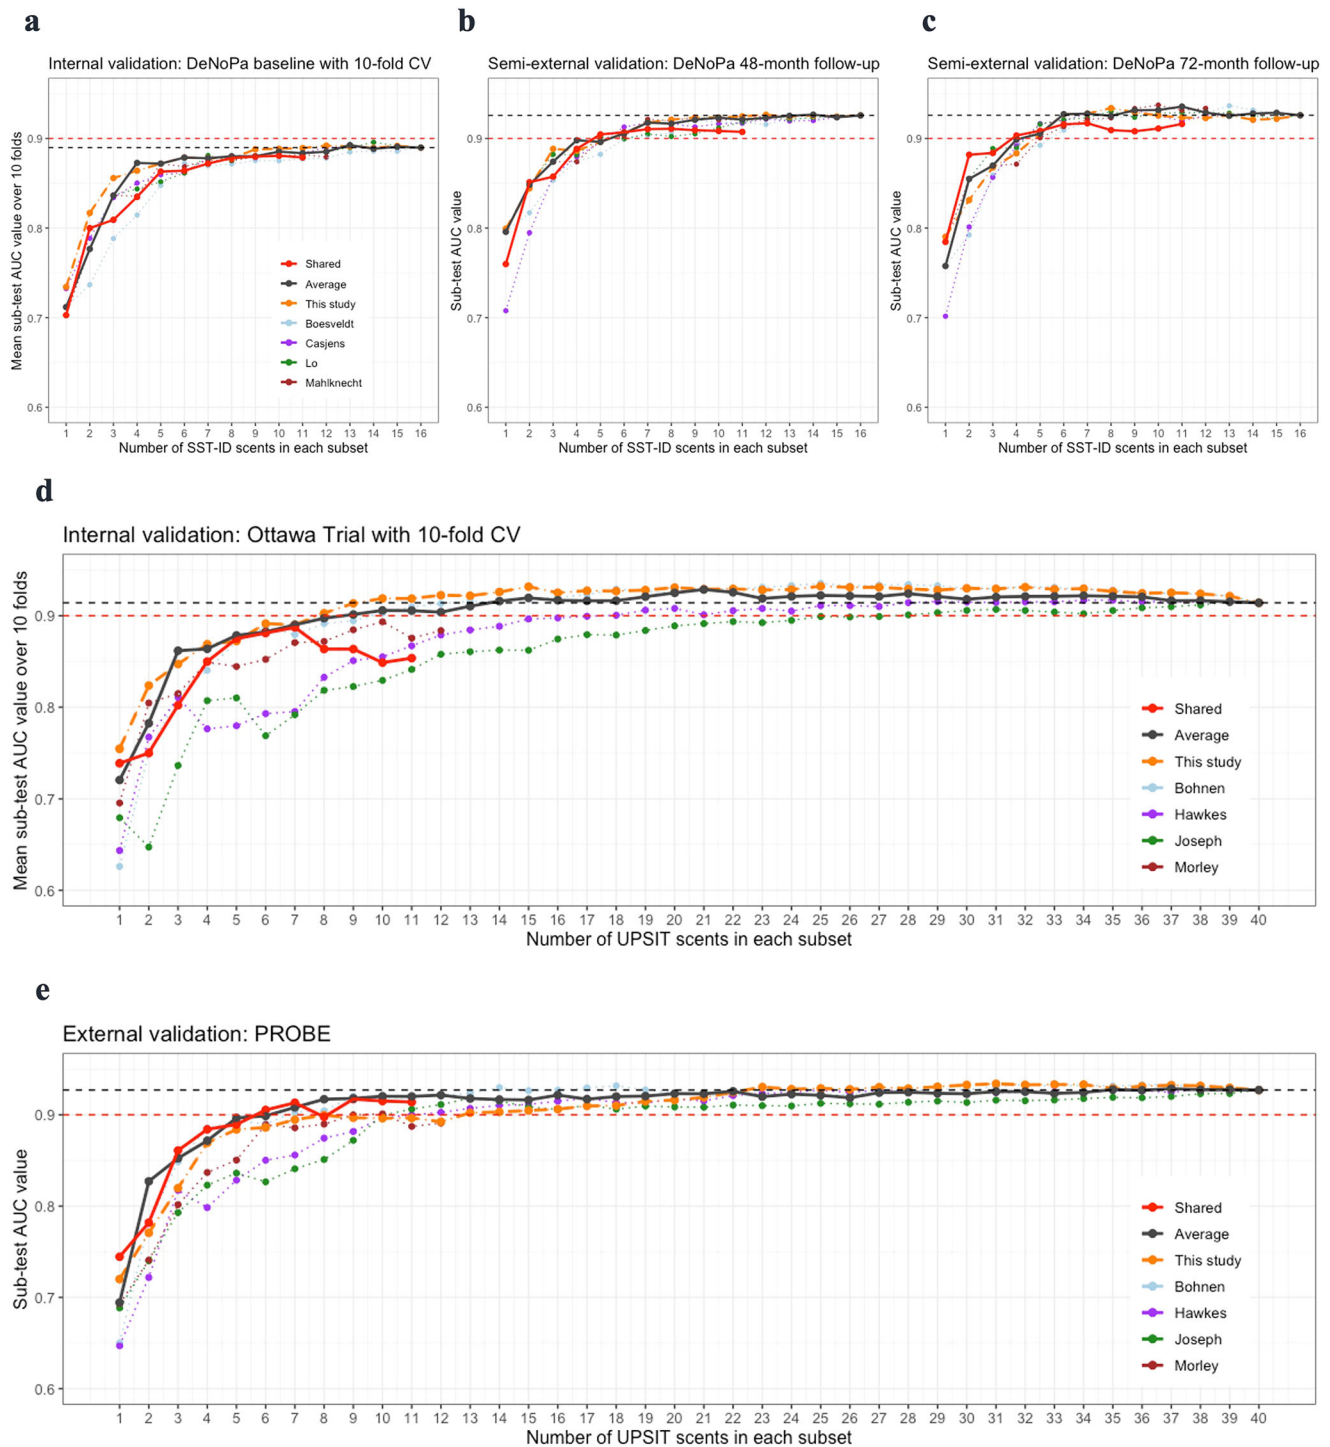 a
b
c
Internal validation: DeNoPa baseline with 10-fold CV
Semi-external validation: DeNoPa 48-month follow-up
Semi-external validation: DeNoPa 72-month follow-up
Mean sub-test AUC value over 10 folds
0.9
0.8
0.7
0.6
Shared
Average
This study
Boesveldt
Casjens
Lo
Mahlknecht
1 2 3 4 5 6 7 8 9 10 11 12 13 14 15 16
Number of SST-ID scents in each subset
Sub-test AUC value
0.9
0.8
0.7
0.6
1 2 3 4 5 6 7 8 9 10 11 12 13 14 15 16
Number of SST-ID scents in each subset
Sub-test AUC value
0.9
0.8
0.7
0.6
1 2 3 4 5 6 7 8 9 10 11 12 13 14 15 16
Number of SST-ID scents in each subset
d
Internal validation: Ottawa Trial with 10-fold CV
Mean sub-test AUC value over 10 folds
0.9
0.8
0.7
0.6
Shared
Average
This study
Bohnen
Hawkes
Joseph
Morley
1 2 3 4 5 6 7 8 9 10 11 12 13 14 15 16 17 18 19 20 21 22 23 24 25 26 27 28 29 30 31 32 33 34 35 36 37 38 39 40
Number of UPSIT scents in each subset
e
External validation: PROBE
Sub-test AUC value
0.9
0.8
0.7
0.6
Shared
Average
This study
Bohnen
Hawkes
Joseph
Morley
1 2 3 4 5 6 7 8 9 10 11 12 13 14 15 16 17 18 19 20 21 22 23 24 25 26 27 28 29 30 31 32 33 34 35 36 37 38 39 40
Number of UPSIT scents in each subset